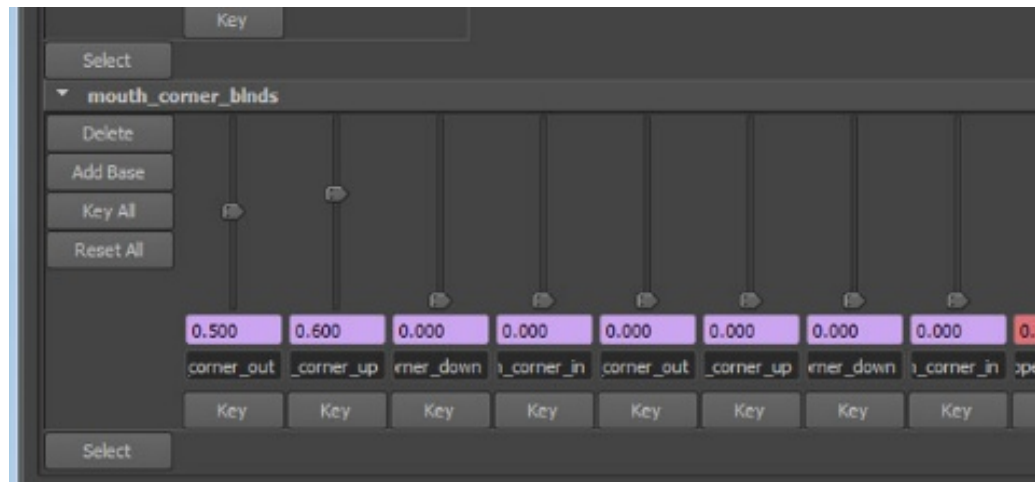 Key
Select
mouth_corner_blnds
Delete
Add Base
Key All
Reset All
0.500 0.600 0.000 0.000 0.000 0.000 0.000 0.000 0.
corner_out _corner_up rner_down _corner_in corner_out _corner_up rner_down _corner_in ope
Key Key Key Key Key Key Key Key
Select